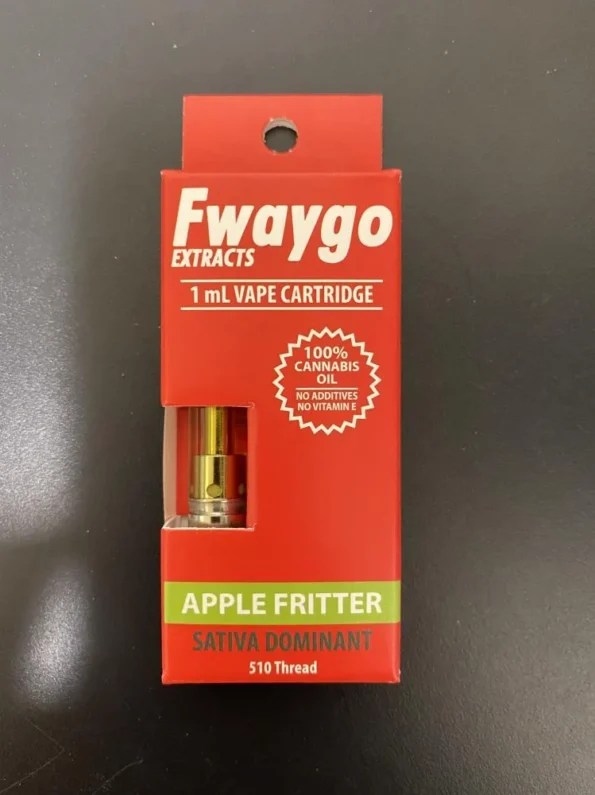 Fwaygo
EXTRACTS
1 mL VAPE CARTRIDGE
100%
CANNABIS
OIL
NO ADDITIVES
NO VITAMIN E
APPLE FRITTER
SATIVA DOMINANT
510 Thread